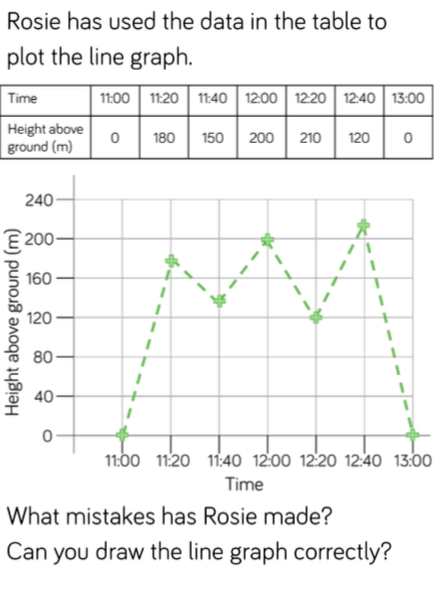 Rosie has used the data in the table to
plot the line graph.
Time 11:00 11:20 11:40 12:00 12:20 12:40 13:00
Height above
ground (m) 0 180 150 200 210 120 0
Height above ground (m)
240
200
160
120
80
40
0
11:00 11:20 11:40 12:00 12:20 12:40 13:00
Time
What mistakes has Rosie made?
Can you draw the line graph correctly?